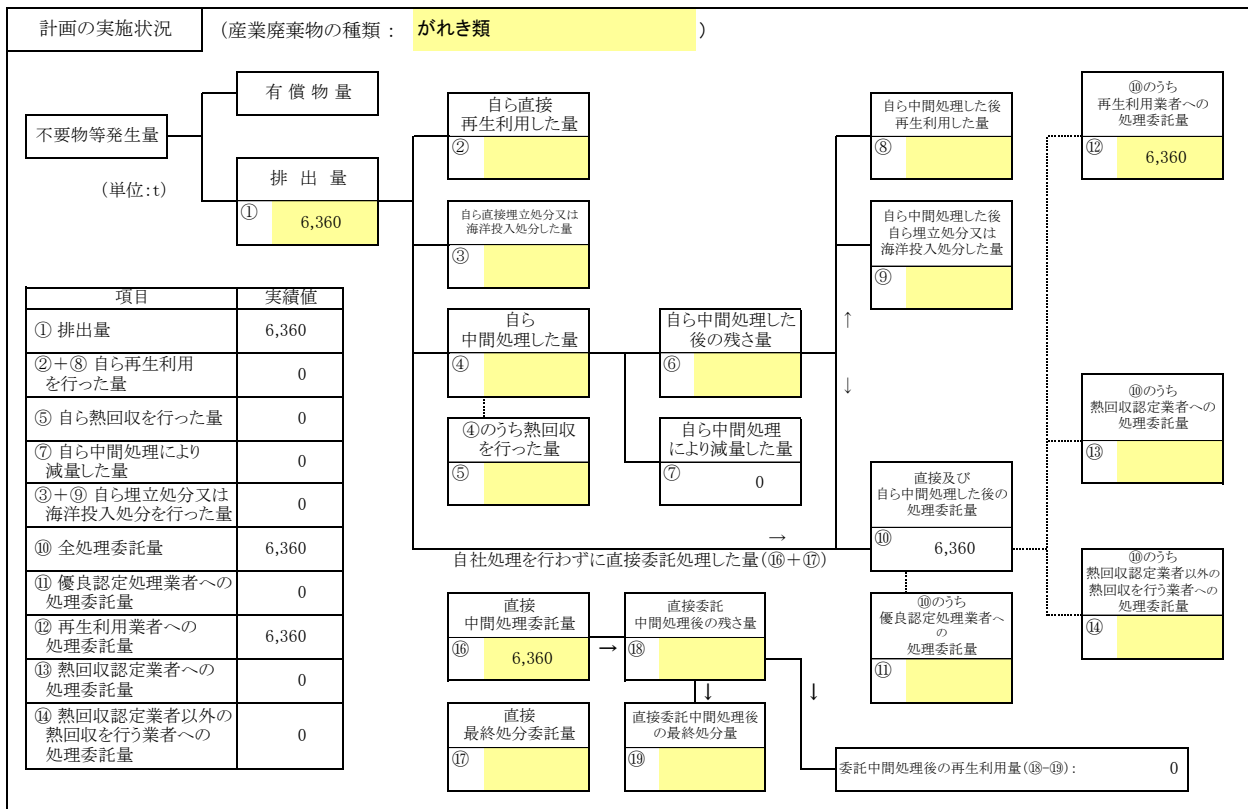 計画の実施状況
(産業廃棄物の種類： がれき類 )
不要物等発生量
(単位:t)
有償物量
排出量
① 6,360
自ら直接
再生利用した量
②
自ら直接埋立処分又は
海洋投入処分した量
③
自ら
中間処理した量
④
④のうち熱回収
を行った量
⑤
自ら中間処理した
後の残さ量
⑥
自ら中間処理
により減量した量
⑦ 0
自ら中間処理した後
再生利用した量
⑧
自ら中間処理した後
自ら埋立処分又は
海洋投入処分した量
⑨
↑
↓
直接及び
自ら中間処理した後の
処理委託量
⑩ 6,360
⑩のうち
優良認定処理業者へ
の
処理委託量
⑪
⑩のうち
再生利用業者への
処理委託量
⑫ 6,360
⑩のうち
熱回収認定業者への
処理委託量
⑬
⑩のうち
熱回収認定業者以外の
熱回収を行う業者への
処理委託量
⑭
→
自社処理を行わずに直接委託処理した量(⑯+⑰)
直接
中間処理委託量
⑯ 6,360
→
直接委託
中間処理後の残さ量
⑱
↓
↓
直接
最終処分委託量
⑰
直接委託中間処理後
の最終処分量
⑲
委託中間処理後の再生利用量(⑱-⑲)： 0
項目 実績値
① 排出量 6,360
②+⑧ 自ら再生利用
を行った量 0
⑤ 自ら熱回収を行った量 0
⑦ 自ら中間処理により
減量した量 0
③+⑨ 自ら埋立処分又は
海洋投入処分を行った量 0
⑩ 全処理委託量 6,360
⑪ 優良認定処理業者への
処理委託量 0
⑫ 再生利用業者への
処理委託量 6,360
⑬ 熱回収認定業者への
処理委託量 0
⑭ 熱回収認定業者以外の
熱回収を行う業者への
処理委託量 0